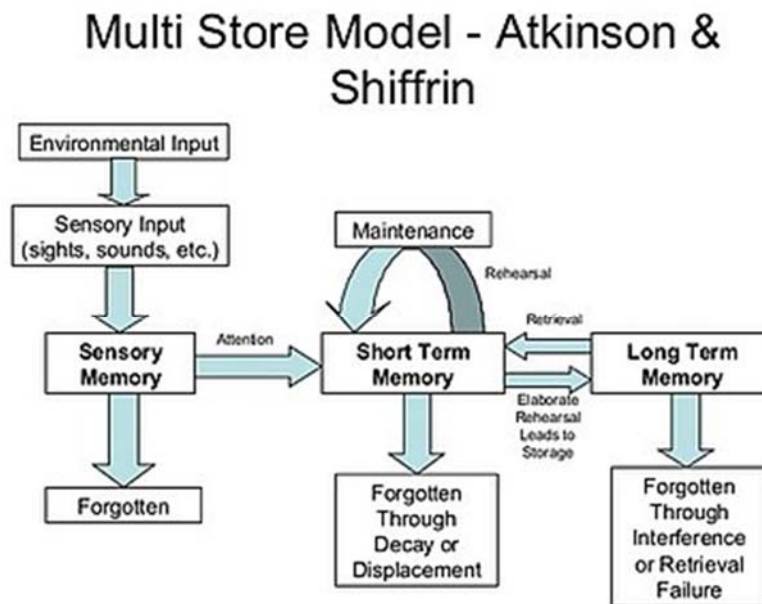 Multi Store Model - Atkinson &
Shiffrin
Environmental Input
Sensory Input
(sights, sounds, etc.)
Maintenance
Rehearsal
Sensory
Memory
Attention
Short Term
Memory
Retrieval
Elaborate
Rehearsal
Leads to
Storage
Long Term
Memory
Forgotten
Forgotten
Through
Decay or
Displacement
Forgotten
Through
Interference
or Retrieval
Failure